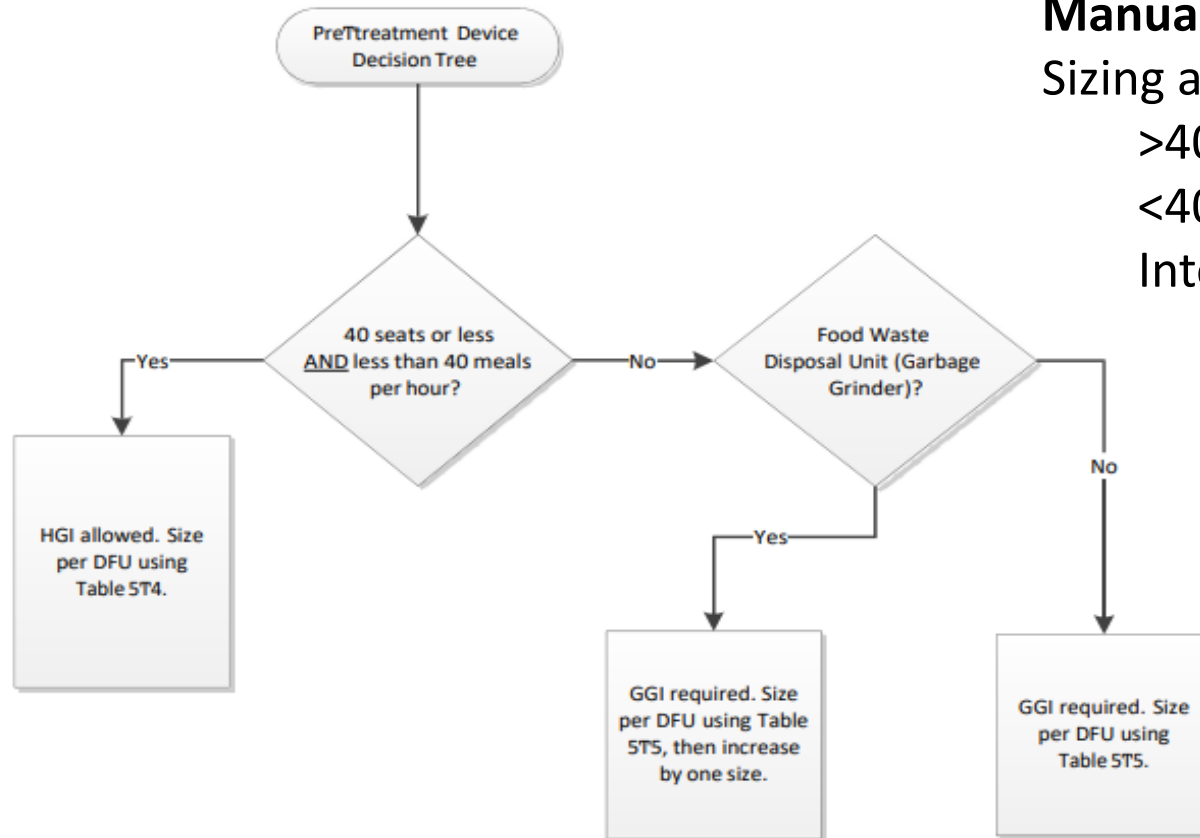 PreTtreatment Device
Decision Tree
Manua
Sizing a
>40
<40
Inte
40 seats or less
AND less than 40 meals
per hour?
Yes
No
Food Waste
Disposal Unit (Garbage
Grinder)?
No
Yes
HGI allowed. Size
per DFU using
Table 5T4.
GGI required. Size
per DFU using Table
5T5, then increase
by one size.
GGI required. Size
per DFU using
Table 5T5.